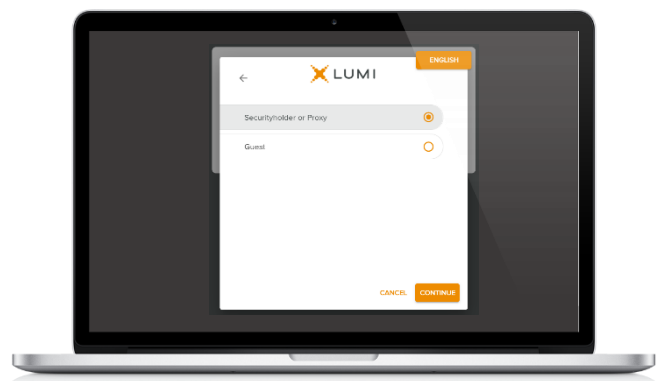 ENGLISH
LUMI
Securityholder or Proxy
Guest
CANCEL CONTINUE